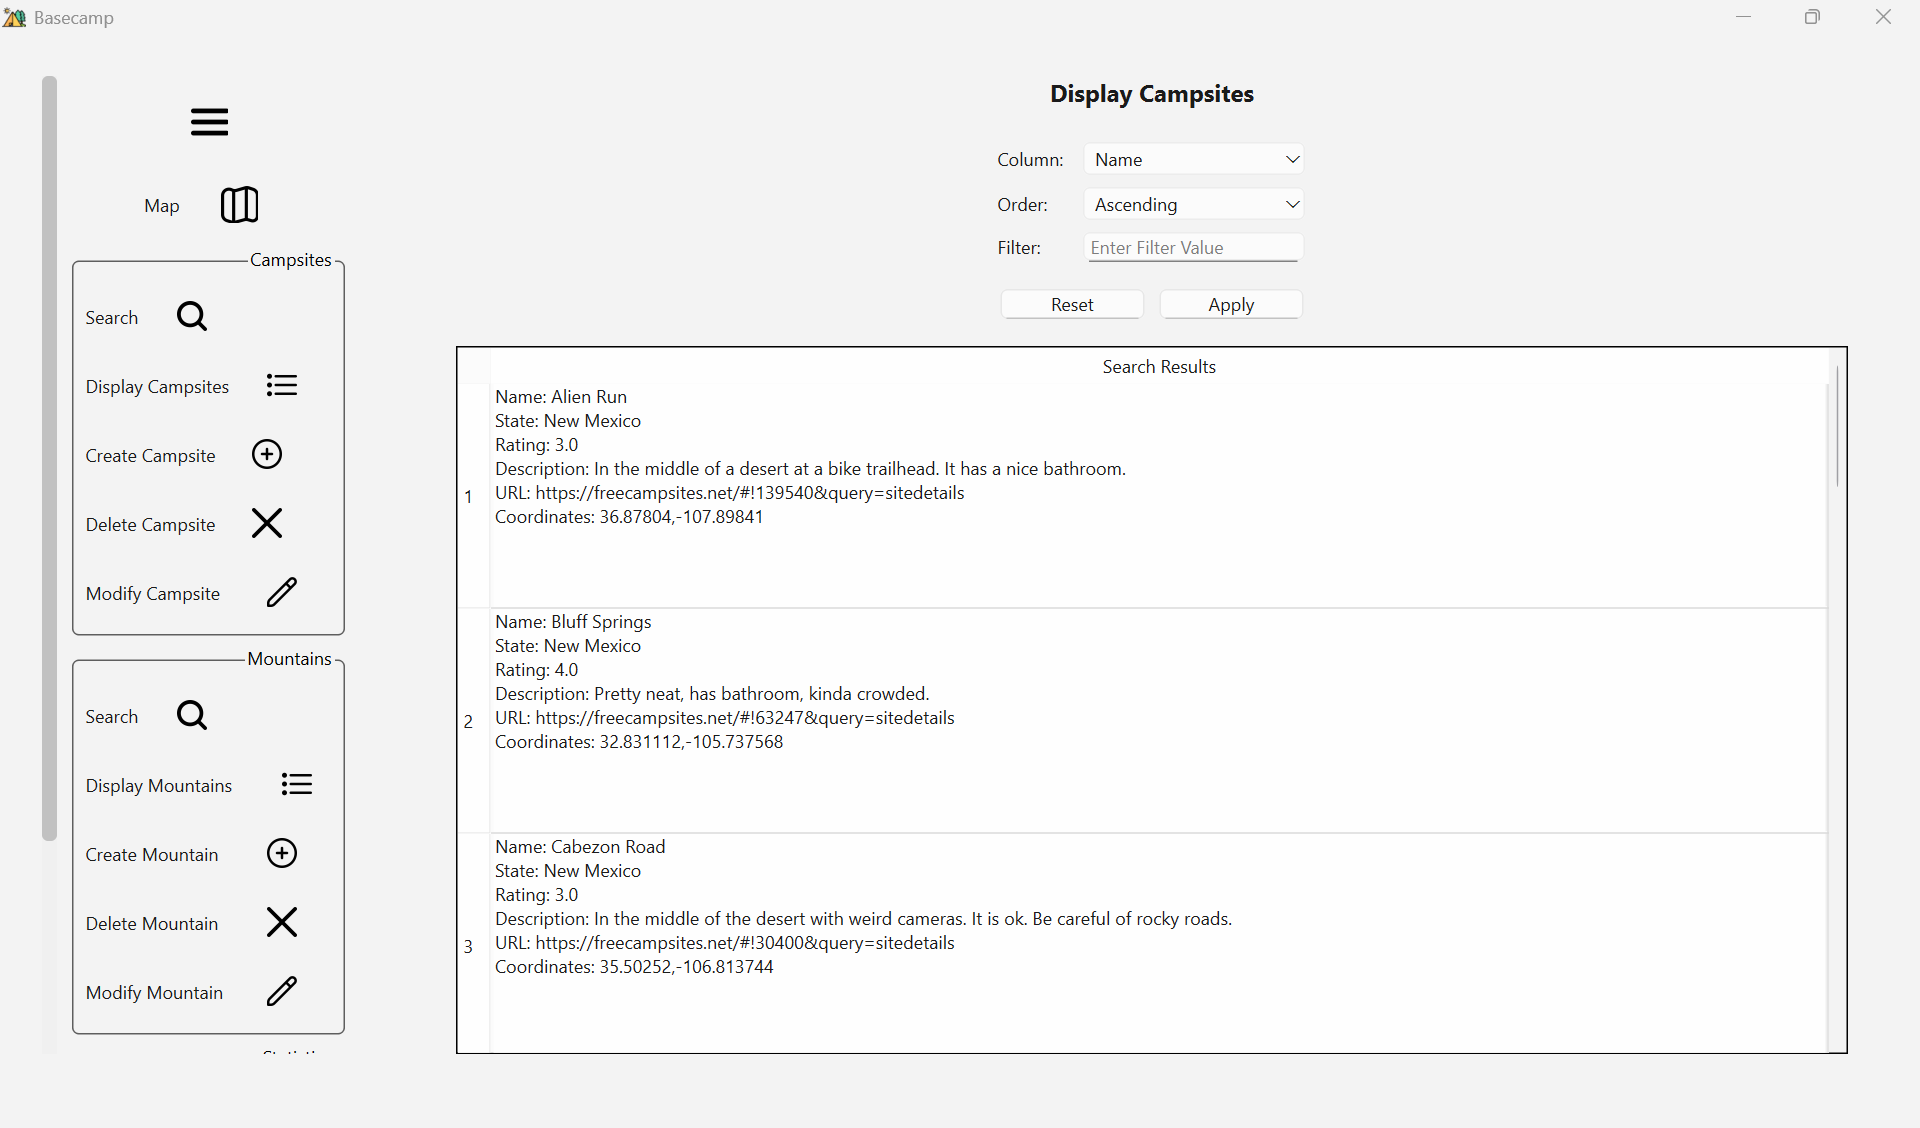 Basecamp
Map
Campsites
Search
Display Campsites
Create Campsite
Delete Campsite
Modify Campsite
Mountains
Search
Display Mountains
Create Mountain
Delete Mountain
Modify Mountain
Display Campsites
Column: Name
Order: Ascending
Filter: Enter Filter Value
Reset Apply
Search Results
1
Name: Alien Run
State: New Mexico
Rating: 3.0
Description: In the middle of a desert at a bike trailhead. It has a nice bathroom.
URL: https://freecampsites.net/#!139540&query=sitedetails
Coordinates: 36.87804,-107.89841
2
Name: Bluff Springs
State: New Mexico
Rating: 4.0
Description: Pretty neat, has bathroom, kinda crowded.
URL: https://freecampsites.net/#!63247&query=sitedetails
Coordinates: 32.831112,-105.737568
3
Name: Cabezon Road
State: New Mexico
Rating: 3.0
Description: In the middle of the desert with weird cameras. It is ok. Be careful of rocky roads.
URL: https://freecampsites.net/#!30400&query=sitedetails
Coordinates: 35.50252,-106.813744